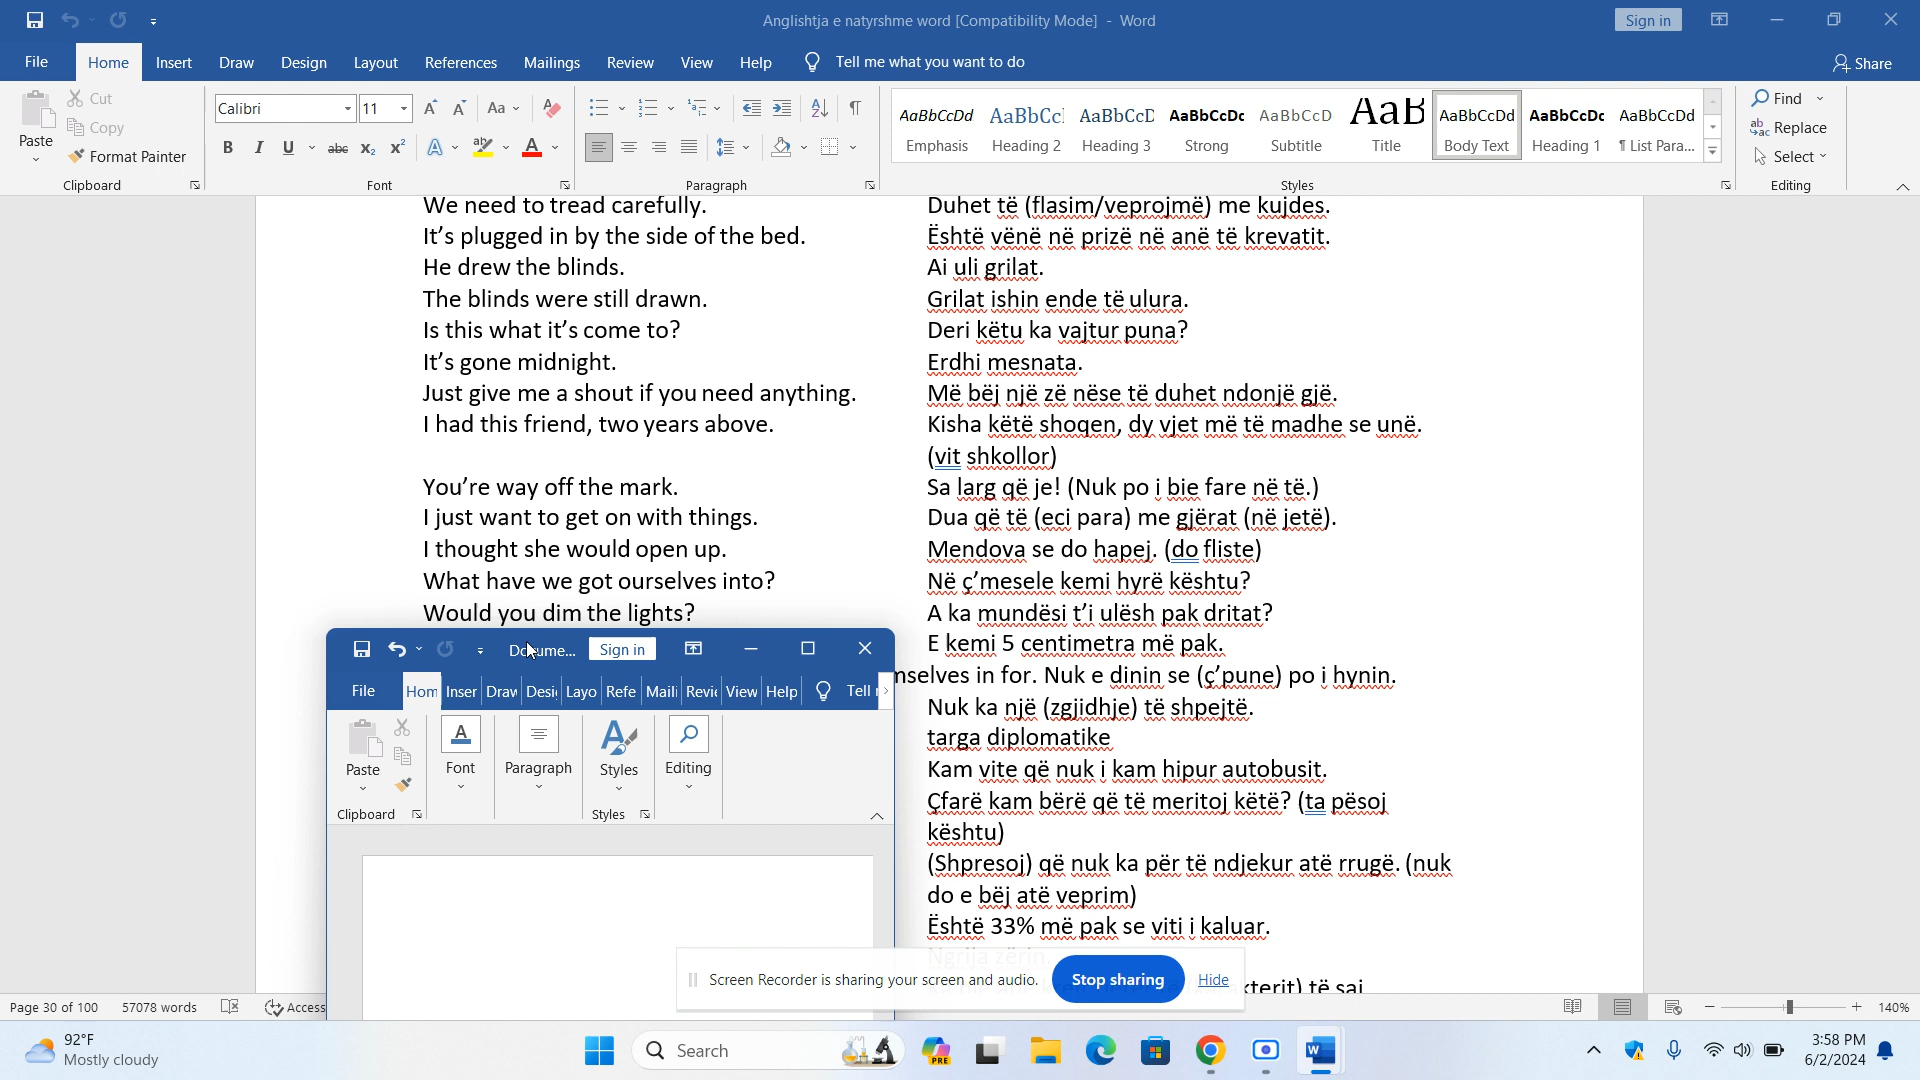 Anglishtja e natyrshme word [Compatibility Mode] - Word
Sign in
File Home Insert Draw Design Layout References Mailings Review View Help Tell me what you want to do
Share
Paste Cut
Copy
Format Painter
Clipboard
Calibri 11
Font
Paragraph
AaBbCcDd Emphasis
AaBbCc Heading 2
AaBbCcD Heading 3
AaBbCcDc Strong
AaBbCcD Subtitle
AaB Title
AaBbCcDd Body Text
AaBbCcDc Heading 1
AaBbCcDd ¶ List Para...
Styles
Find
Replace
Select
Editing
We need to tread carefully.
It’s plugged in by the side of the bed.
He drew the blinds.
The blinds were still drawn.
Is this what it’s come to?
It’s gone midnight.
Just give me a shout if you need anything.
I had this friend, two years above.
You’re way off the mark.
I just want to get on with things.
I thought she would open up.
What have we got ourselves into?
Would you dim the lights?
Duhet të (flasim/veprojmë) me kujdes.
Është vënë në prizë në anë të krevatit.
Ai uli grilat.
Grilat ishin ende të ulura.
Deri këtu ka vajtur puna?
Erdhi mesnata.
Më bëj një zë nëse të duhet ndonjë gjë.
Kisha këtë shoqen, dy vjet më të madhe se unë.
(vit shkollor)
Sa larg që je! (Nuk po i bie fare në të.)
Dua që të (eci para) me gjërat (në jetë).
Mendova se do hapej. (do fliste)
Në ç’mesele kemi hyrë kështu?
A ka mundësi t’i ulësh pak dritat?
E kemi 5 centimetra më pak.
mselves in for. Nuk e dinin se (ç’pune) po i hynin.
Nuk ka një (zgjidhje) të shpejtë.
targa diplomatike
Kam vite që nuk i kam hipur autobusit.
Çfarë kam bërë që të meritoj këtë? (ta pësoj
kështu)
(Shpresoj) që nuk ka për të ndjekur atë rrugë. (nuk
do e bëj atë veprim)
Është 33% më pak se viti i kaluar.
Ngrija zërin.
akterit) të saj
Sign in
File Hom Inser Draw Desi Layo Refe Maili Revie View Help Tell
Paste
Clipboard
Font
Paragraph
Styles
Styles
Editing
Screen Recorder is sharing your screen and audio. Stop sharing Hide
Page 30 of 100 57078 words Access
140%
92°F
Mostly cloudy
Search
PRE
3:58 PM
6/2/2024